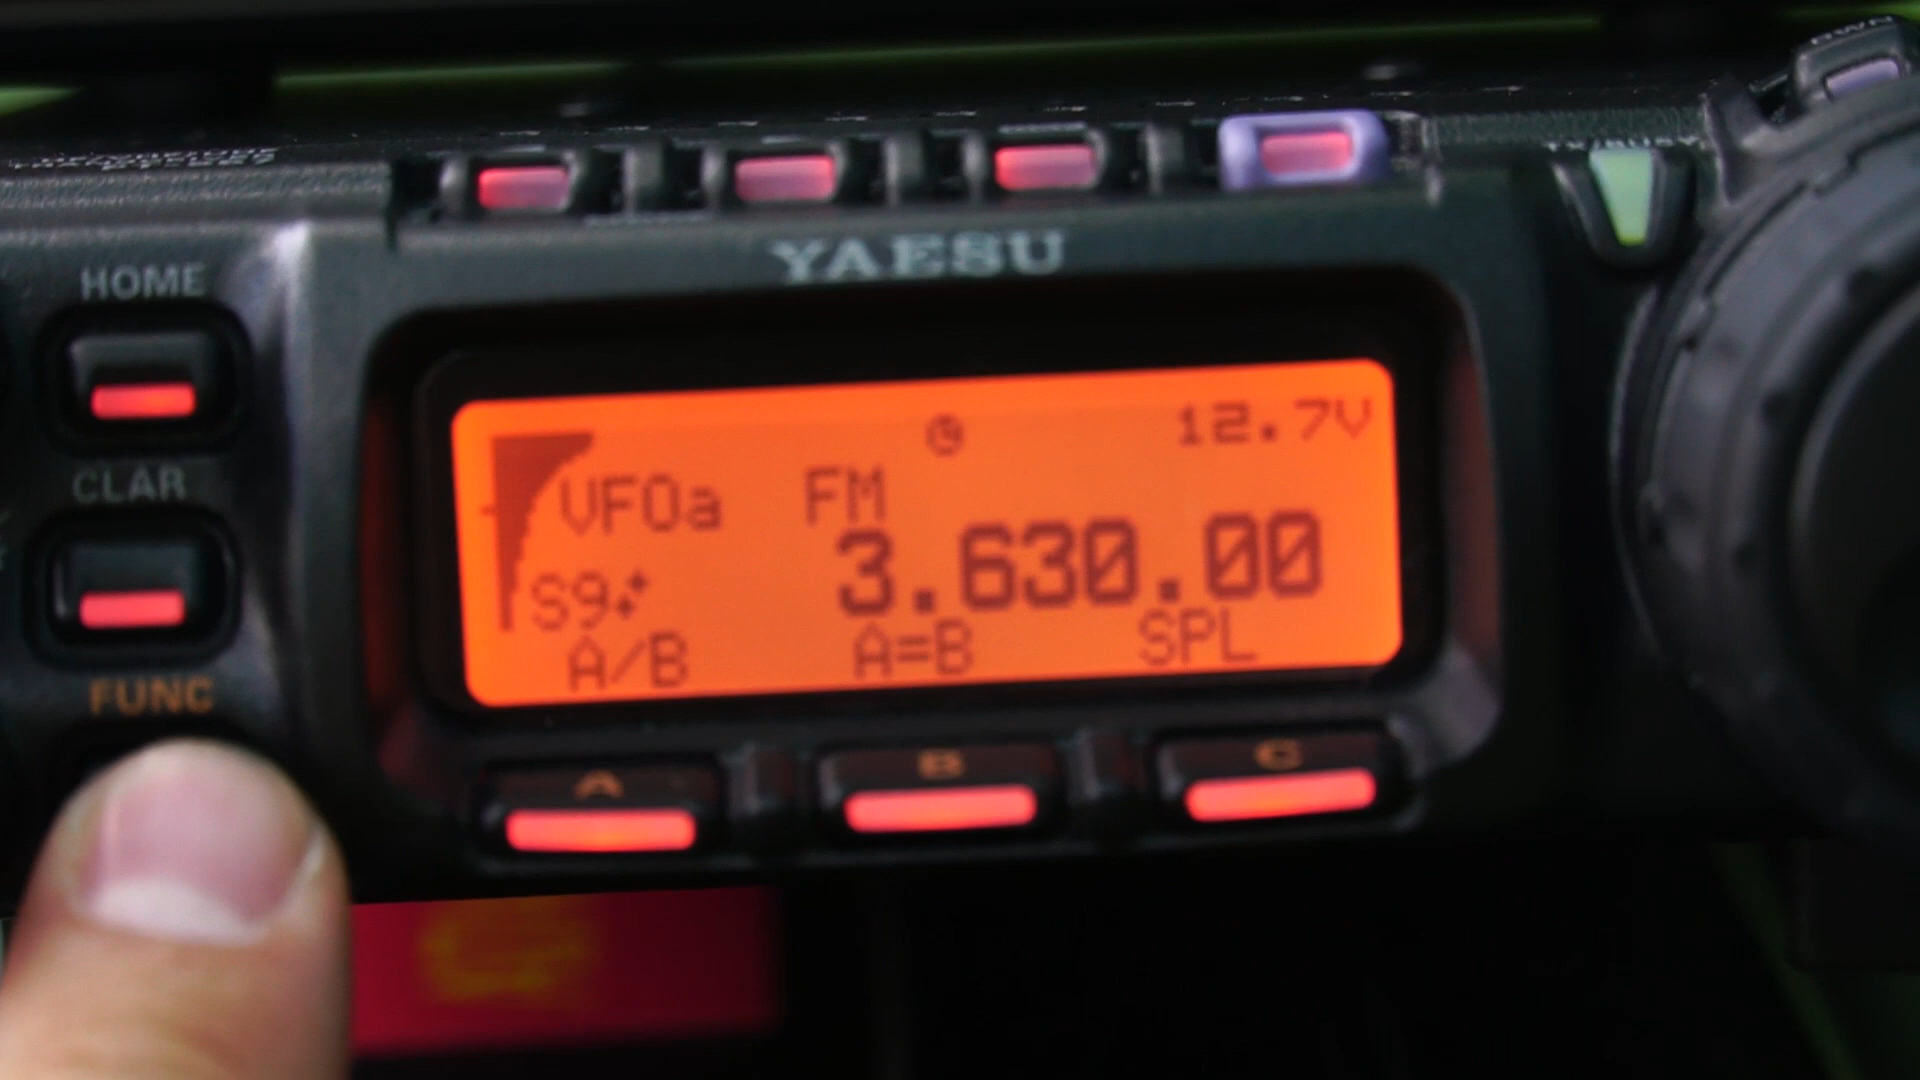 YAESU
HOME
12.7V
VFOa FM
CLAR
3.630.00
S9
A/B A=B SPL
FUNC
A B C